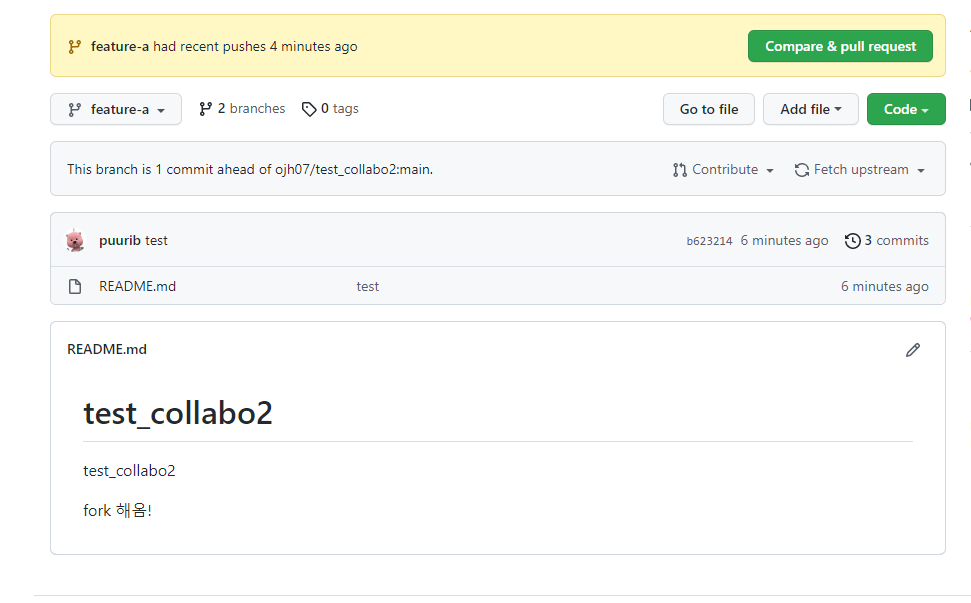 feature-a had recent pushes 4 minutes ago Compare & pull request
feature-a 2 branches 0 tags Go to file Add file Code
This branch is 1 commit ahead of ojh07/test_collabo2:main. Contribute Fetch upstream
puurib test b623214 6 minutes ago 3 commits
README.md test 6 minutes ago
README.md
test_collabo2
test_collabo2
fork 해옴!